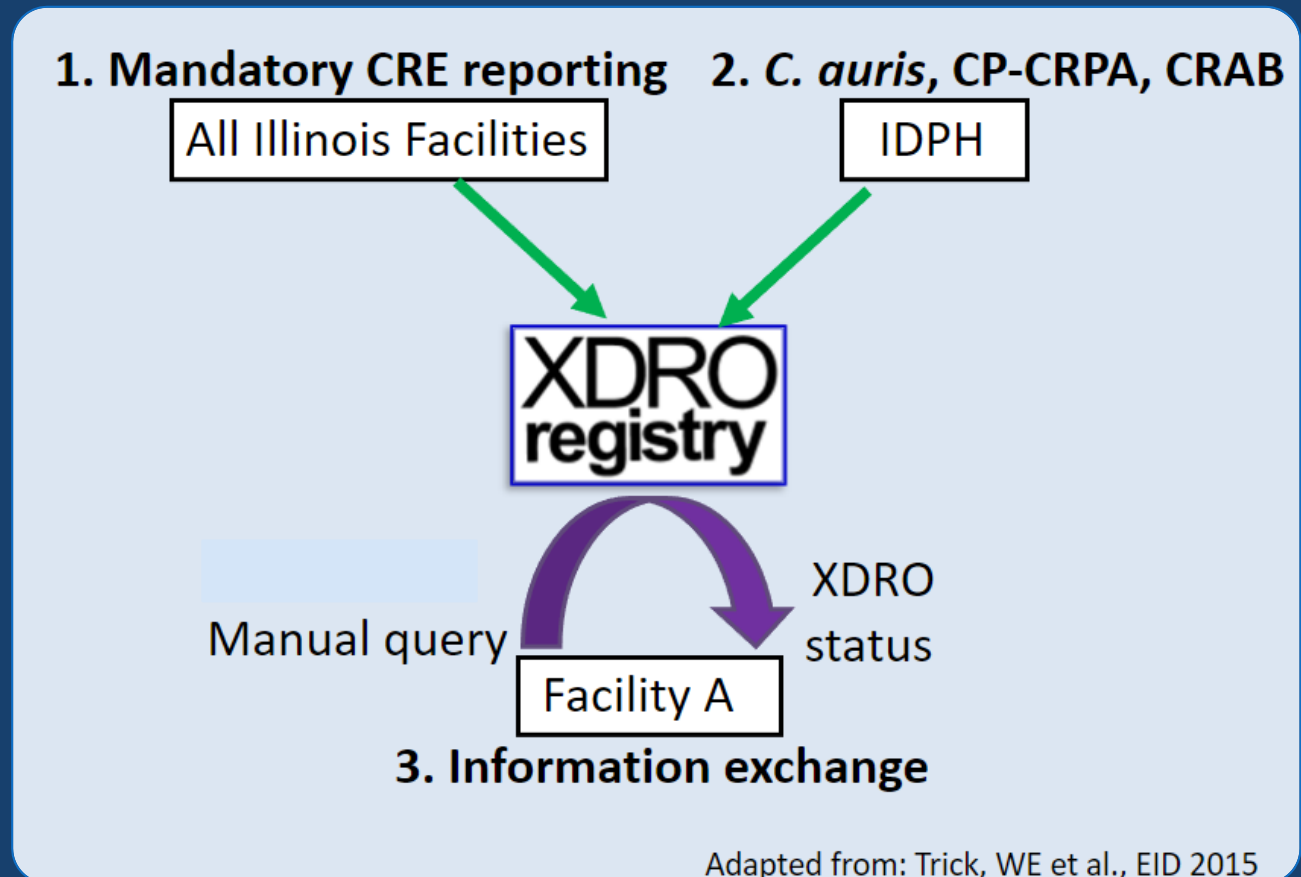 1. Mandatory CRE reporting
2. C. auris, CP-CRPA, CRAB
All Illinois Facilities
IDPH
XDRO
registry
Manual query
XDRO
status
Facility A
3. Information exchange
Adapted from: Trick, WE et al., EID 2015